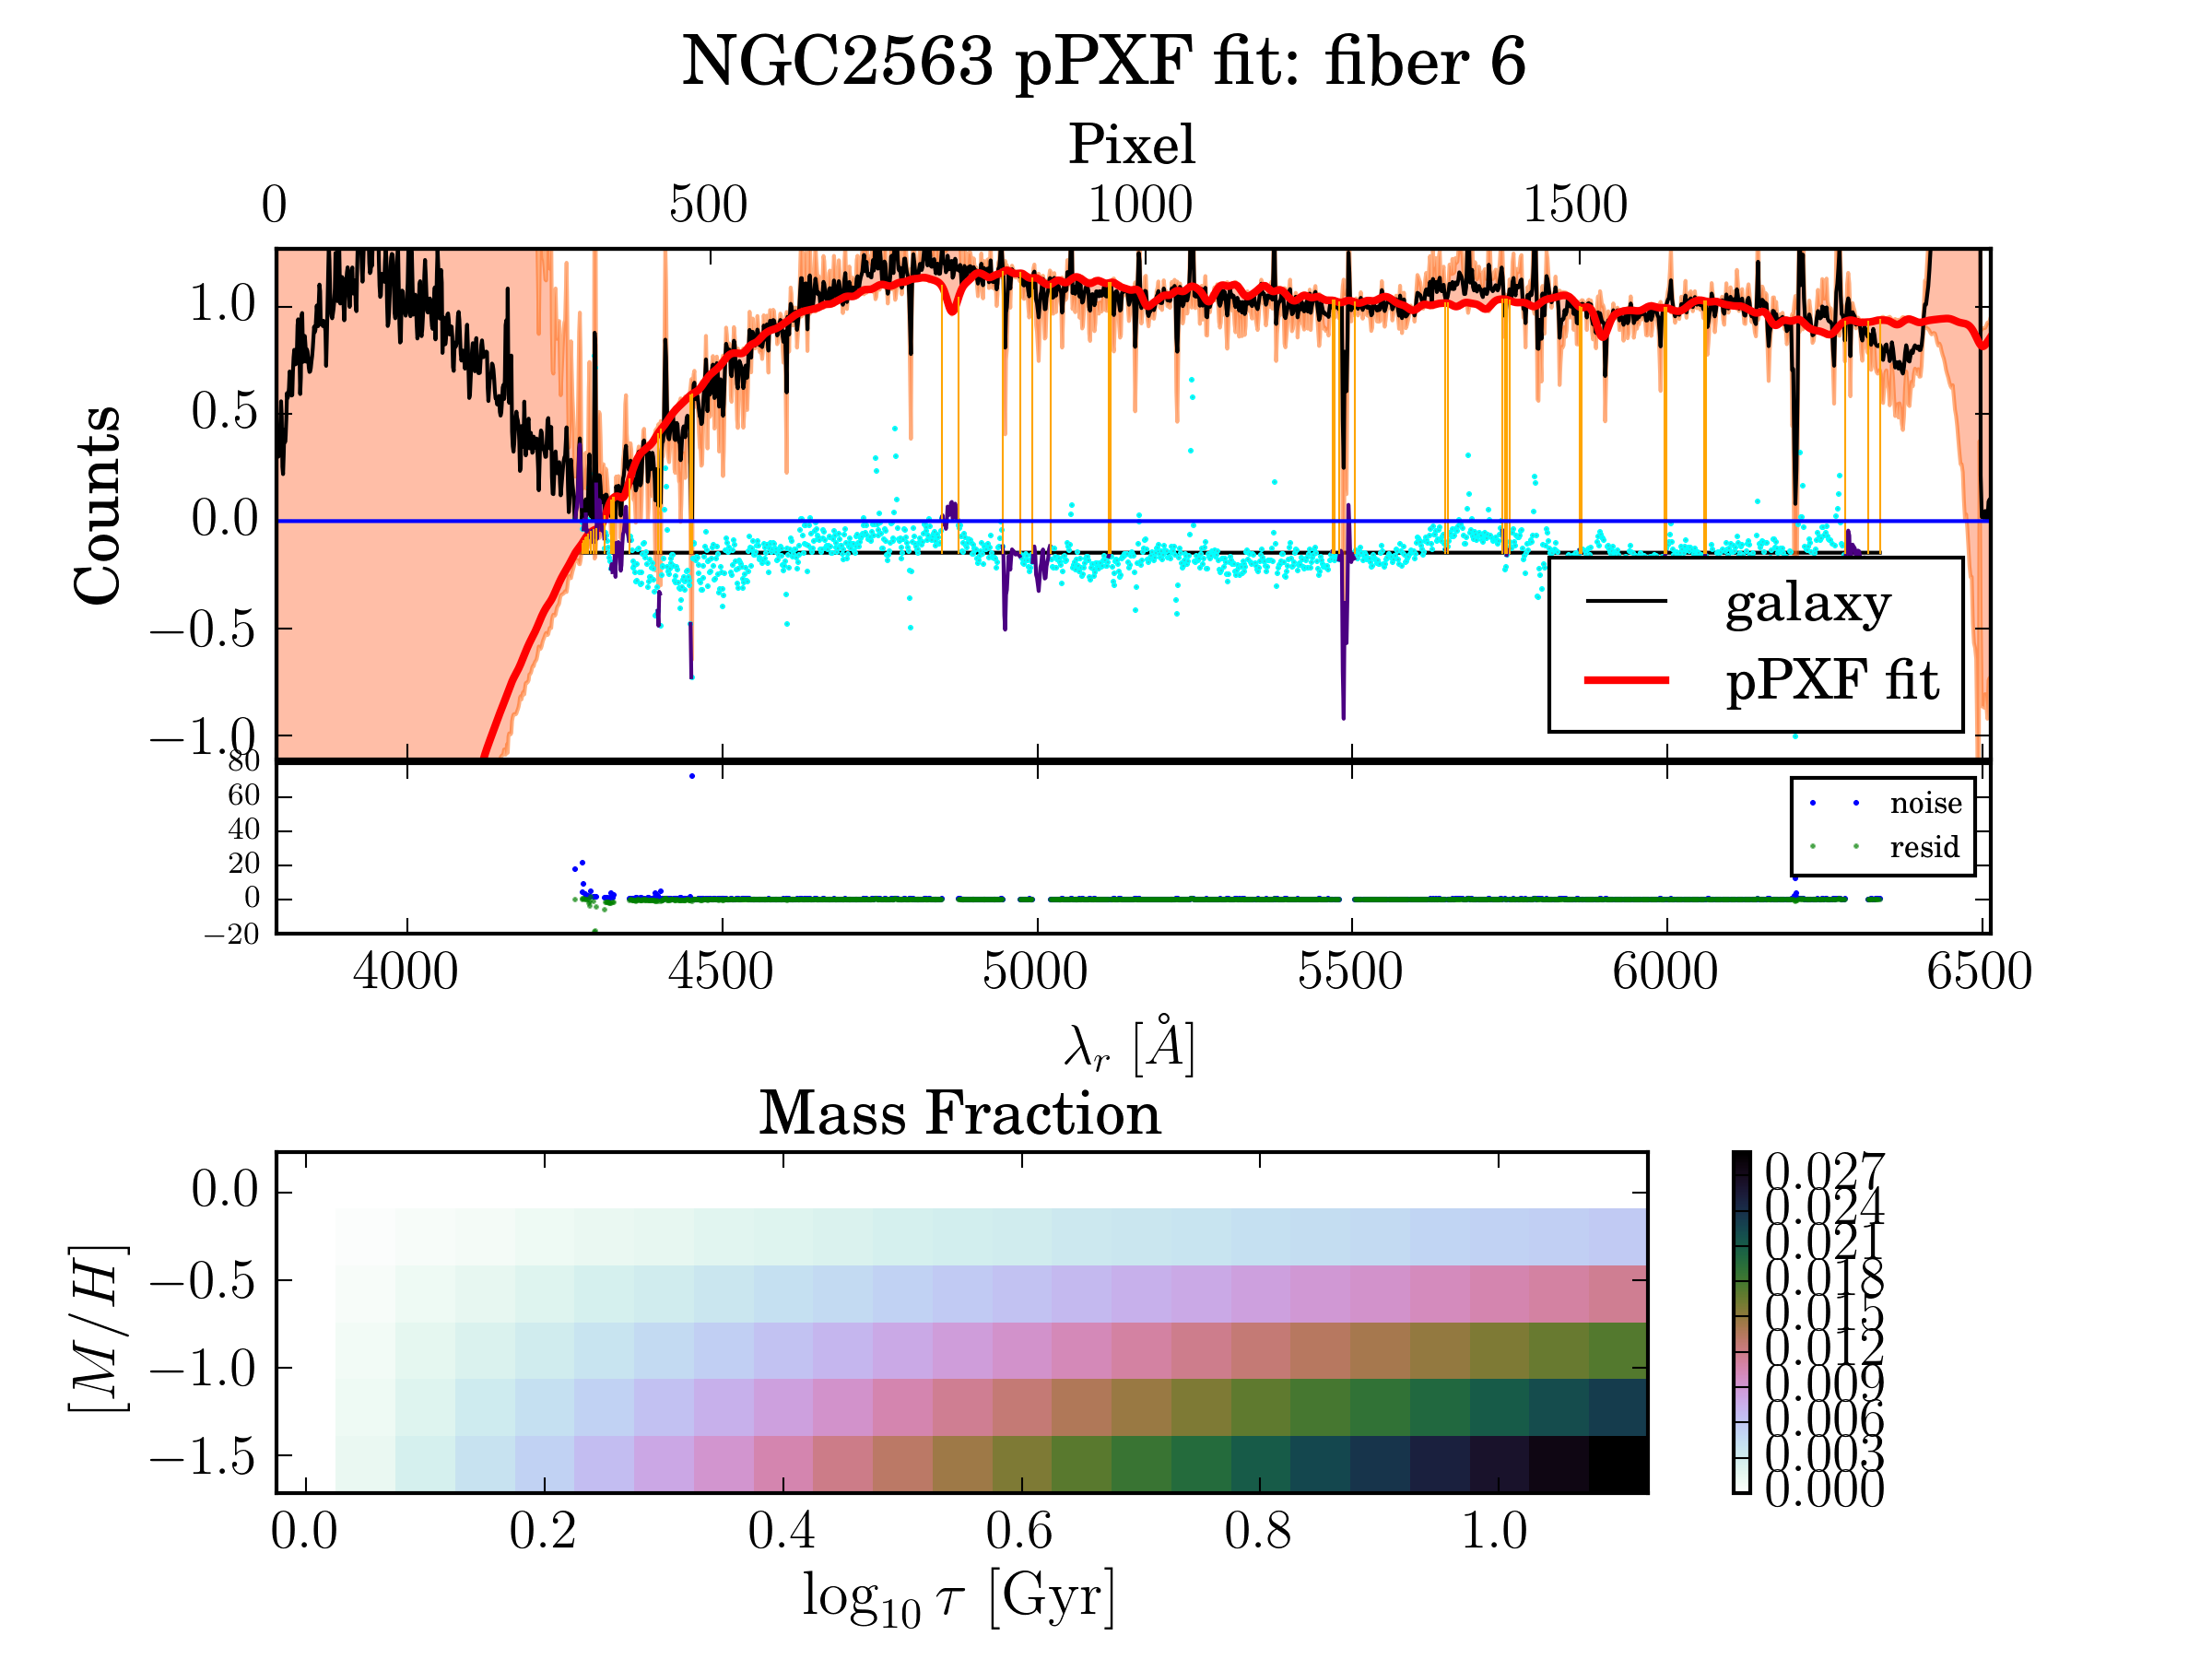 NGC2563 pPXF fit: fiber 6
Pixel
0 500 1000 1500
1.0
0.5
0.0
−0.5
−1.0
Counts
galaxy
pPXF fit
80
60
40
20
0
−20
noise
resid
4000 4500 5000 5500 6000 6500
λr [Å]
Mass Fraction
0.0
−0.5
−1.0
−1.5
[M/H]
0.027
0.024
0.021
0.018
0.015
0.012
0.009
0.006
0.003
0.000
0.0 0.2 0.4 0.6 0.8 1.0
log10 τ [Gyr]